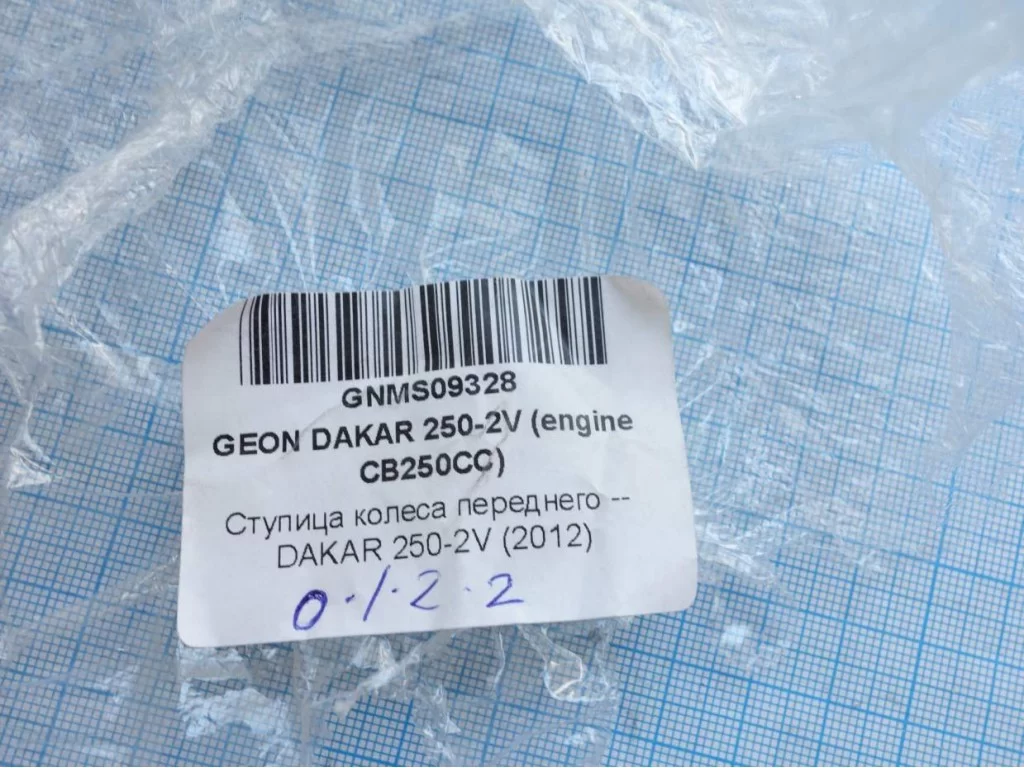 GNMS09328
GEON DAKAR 250-2V (engine
CB250CC)
Ступица колеса переднего --
DAKAR 250-2V (2012)
0.1.2.2